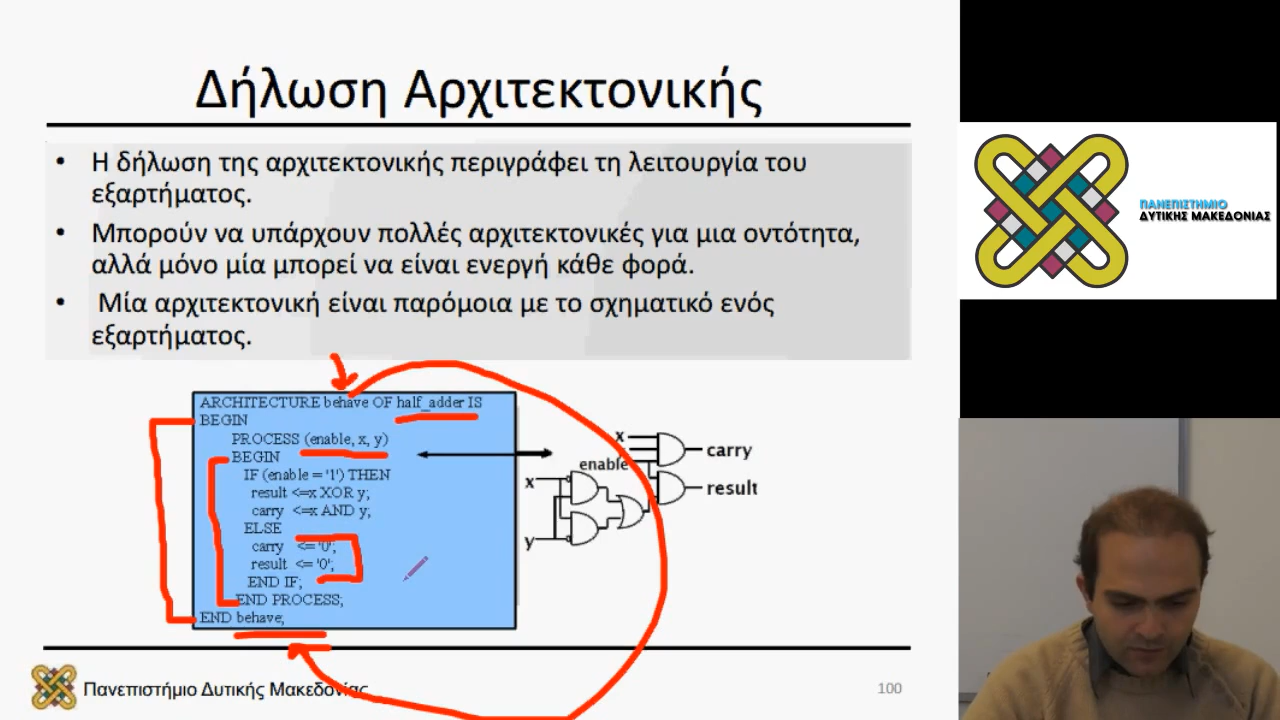 Δήλωση Αρχιτεκτονικής
• Η δήλωση της αρχιτεκτονικής περιγράφει τη λειτουργία του
εξαρτήματος.
• Μπορούν να υπάρχουν πολλές αρχιτεκτονικές για μια οντότητα,
αλλά μόνο μία μπορεί να είναι ενεργή κάθε φορά.
• Μία αρχιτεκτονική είναι παρόμοια με το σχηματικό ενός
εξαρτήματος.
ARCHITECTURE behave OF half_adder IS
BEGIN
PROCESS (enable, x, y)
BEGIN
IF (enable = '1') THEN
result <=x XOR y;
carry <=x AND y;
ELSE
carry <= '0';
result <= '0';
END IF;
END PROCESS;
END behave;
x
carry
enable
result
x
y
Πανεπιστήμιο Δυτικής Μακεδονίας
100
ΠΑΝΕΠΙΣΤΗΜΙΟ
ΔΥΤΙΚΗΣ ΜΑΚΕΔΟΝΙΑΣ